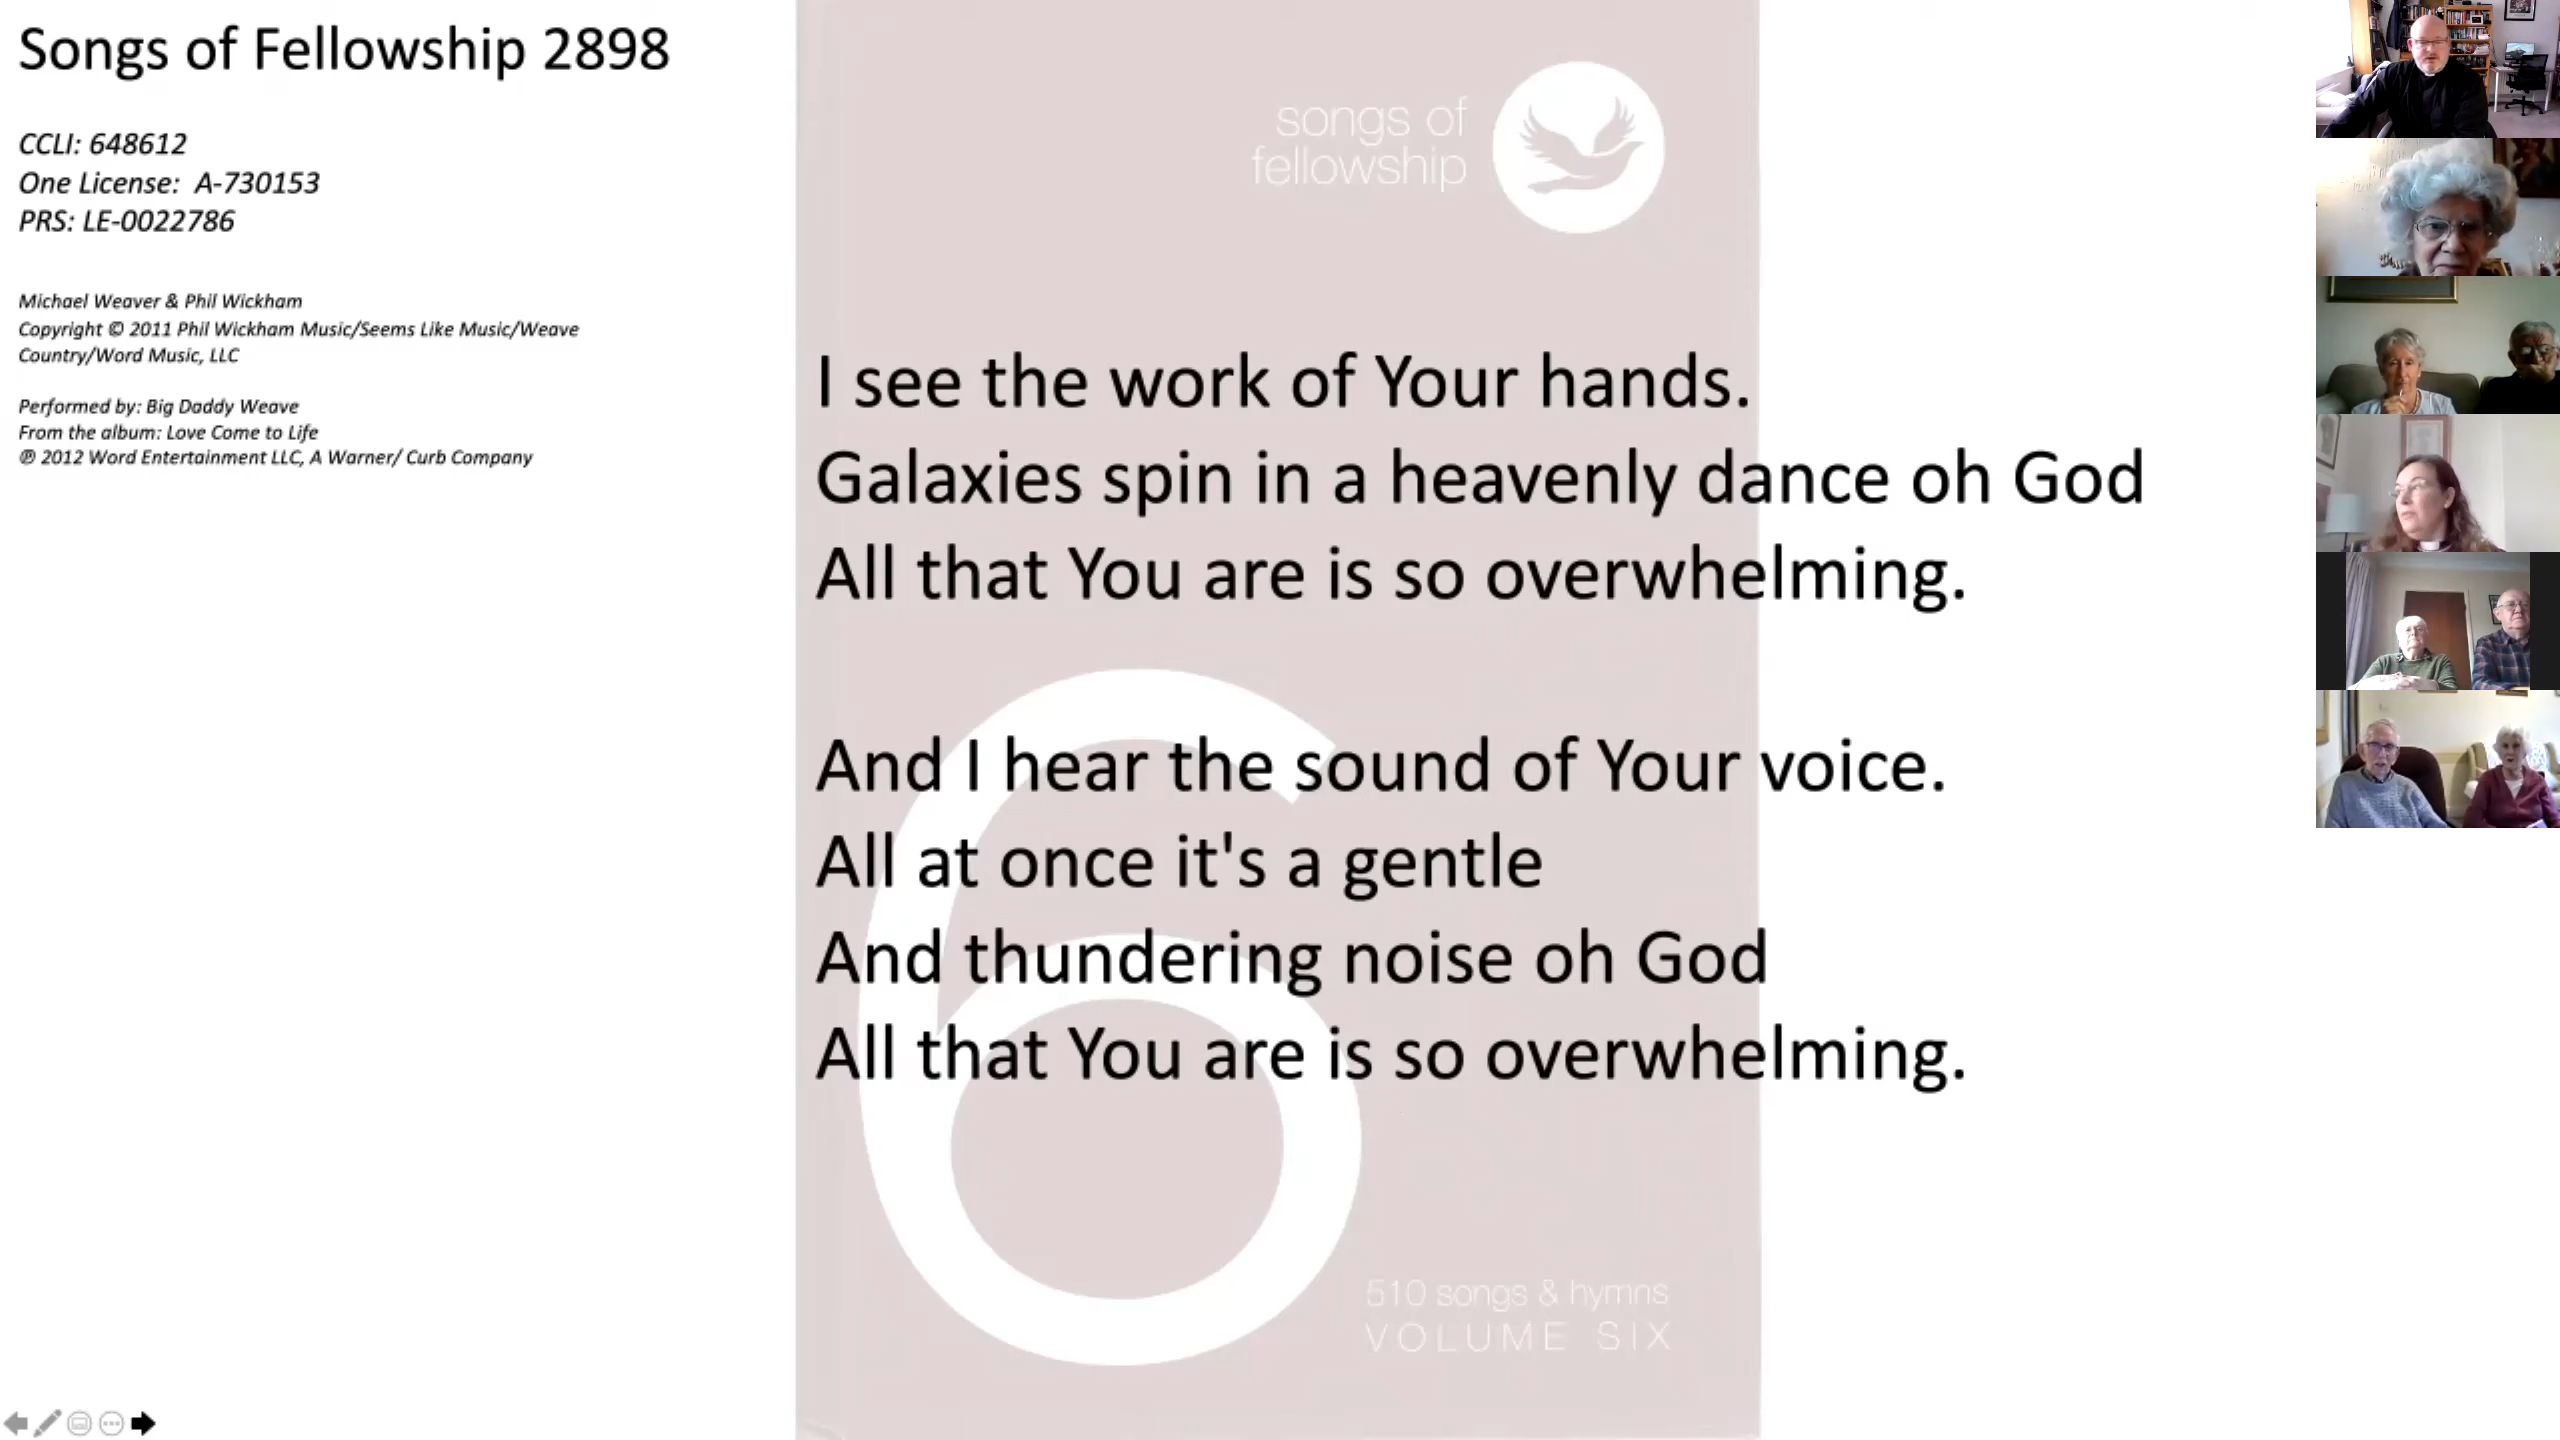 Songs of Fellowship 2898
CCLI: 648612
One License:  A-730153
PRS: LE-0022786
Michael Weaver & Phil Wickham
Copyright © 2011 Phil Wickham Music/Seems Like Music/Weave
Country/Word Music, LLC
Performed by: Big Daddy Weave
From the album: Love Come to Life
℗ 2012 Word Entertainment LLC, A Warner/ Curb Company
songs of
fellowship
I see the work of Your hands.
Galaxies spin in a heavenly dance oh God
All that You are is so overwhelming.
And I hear the sound of Your voice.
All at once it's a gentle
And thundering noise oh God
All that You are is so overwhelming.
6
510 songs & hymns
VOLUME SIX